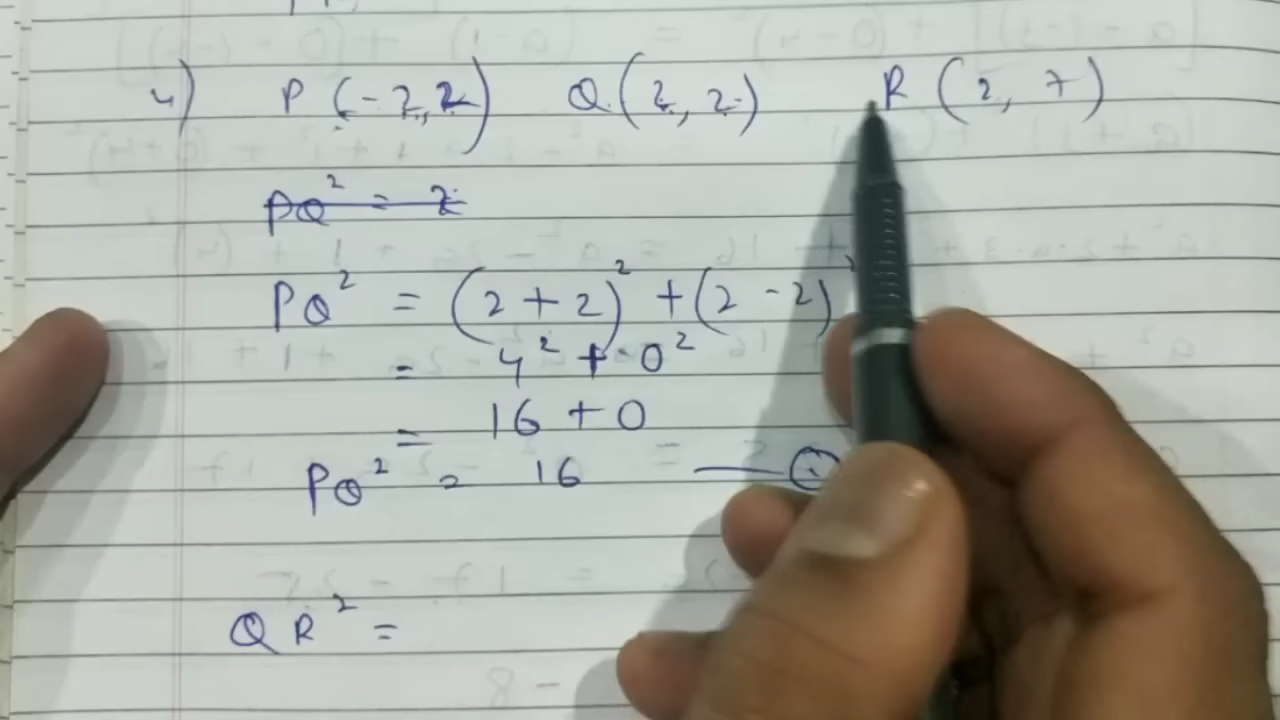 4) P (-2, 2) Q (2, 2) R (2, 7)
PQ² = 2
PQ² = (2 + 2)² + (2 - 2)²
= 4² + 0²
= 16 + 0
PQ² = 16 —
QR² =